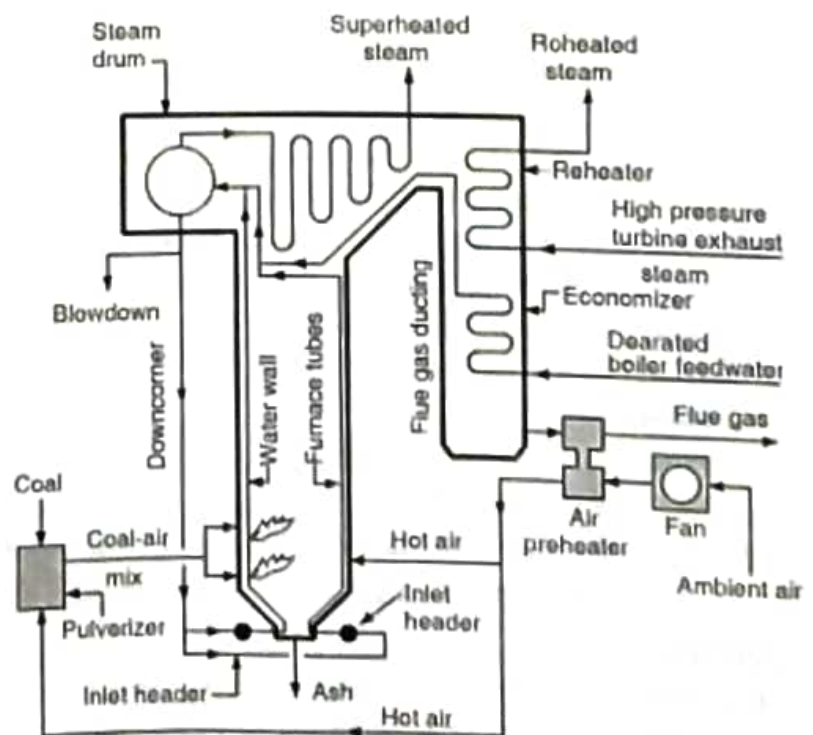 Steam
drum
Superheated
steam
Roheated
steam
Reheater
High pressure
turbine exhaust
steam
Economizer
Dearated
boiler feedwater
Blowdown
Downcorner
Water wall
Furnace tubes
Flue gas ducting
Flue gas
Coal
Coal-air
mix
Pulverizer
Hot air
Air
preheater
Fan
Ambient air
Inlet
header
Inlet header
Ash
Hot air